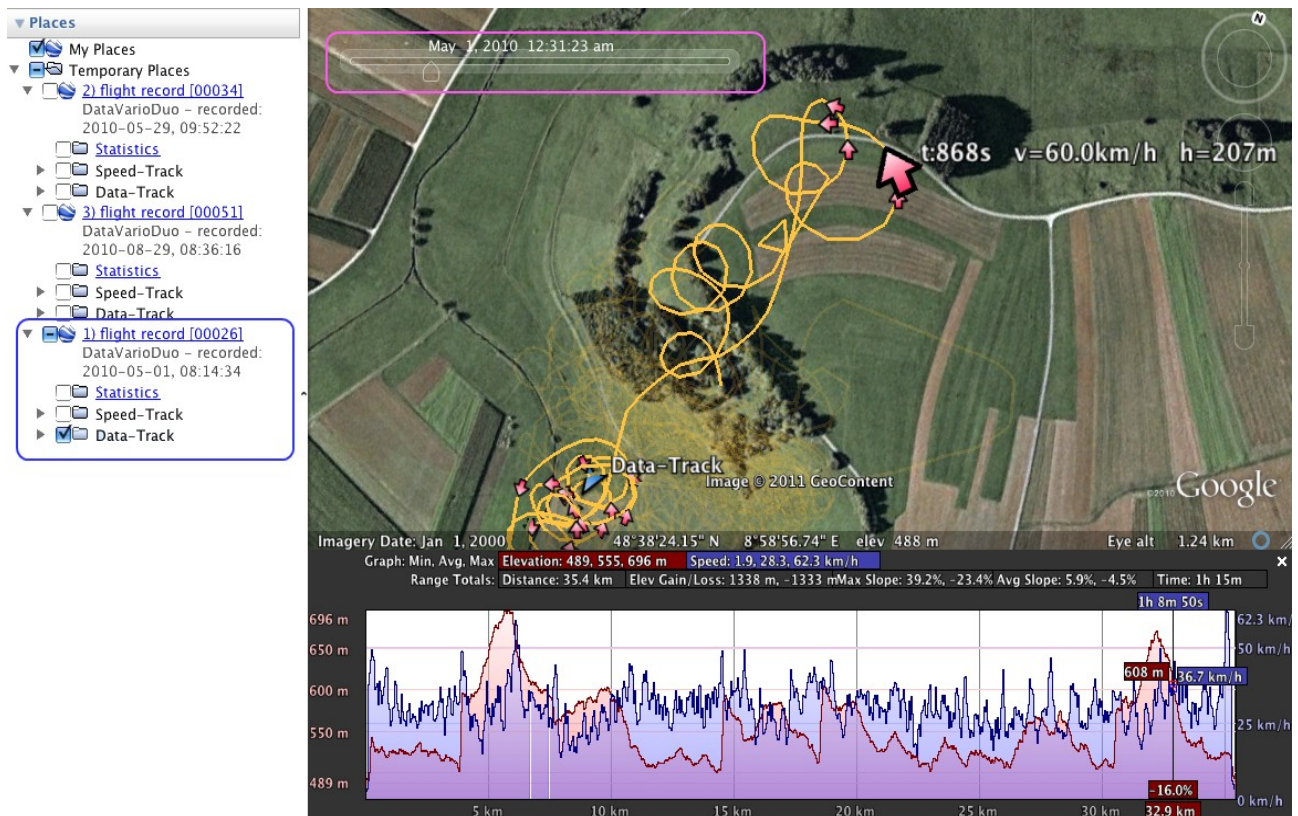 Places
My Places
Temporary Places
2) flight record [00034]
DataVarioDuo – recorded:
2010-05-29, 09:52:22
Statistics
Speed-Track
Data-Track
3) flight record [00051]
DataVarioDuo – recorded:
2010-08-29, 08:36:16
Statistics
Speed-Track
Data-Track
1) flight record [00026]
DataVarioDuo – recorded:
2010-05-01, 08:14:34
Statistics
Speed-Track
Data-Track
May 1, 2010 12:31:23 am
N
t:868s v=60.0km/h h=207m
Data-Track
Image © 2011 GeoContent
©2010 Google
Imagery Date: Jan 1, 2000 48°38'24.15" N 8°58'56.74" E elev 488 m Eye alt 1.24 km
Graph: Min, Avg, Max Elevation: 489, 555, 696 m Speed: 1.9, 28.3, 62.3 km/h
Range Totals: Distance: 35.4 km Elev Gain/Loss: 1338 m, -1333 m Max Slope: 39.2%, -23.4% Avg Slope: 5.9%, -4.5% Time: 1h 15m
1h 8m 50s
696 m 62.3 km/
650 m 50 km/h
608 m 36.7 km/h
600 m
550 m 25 km/h
489 m
-16.0%
0 km/h
5 km 10 km 15 km 20 km 25 km 30 km 32.9 km